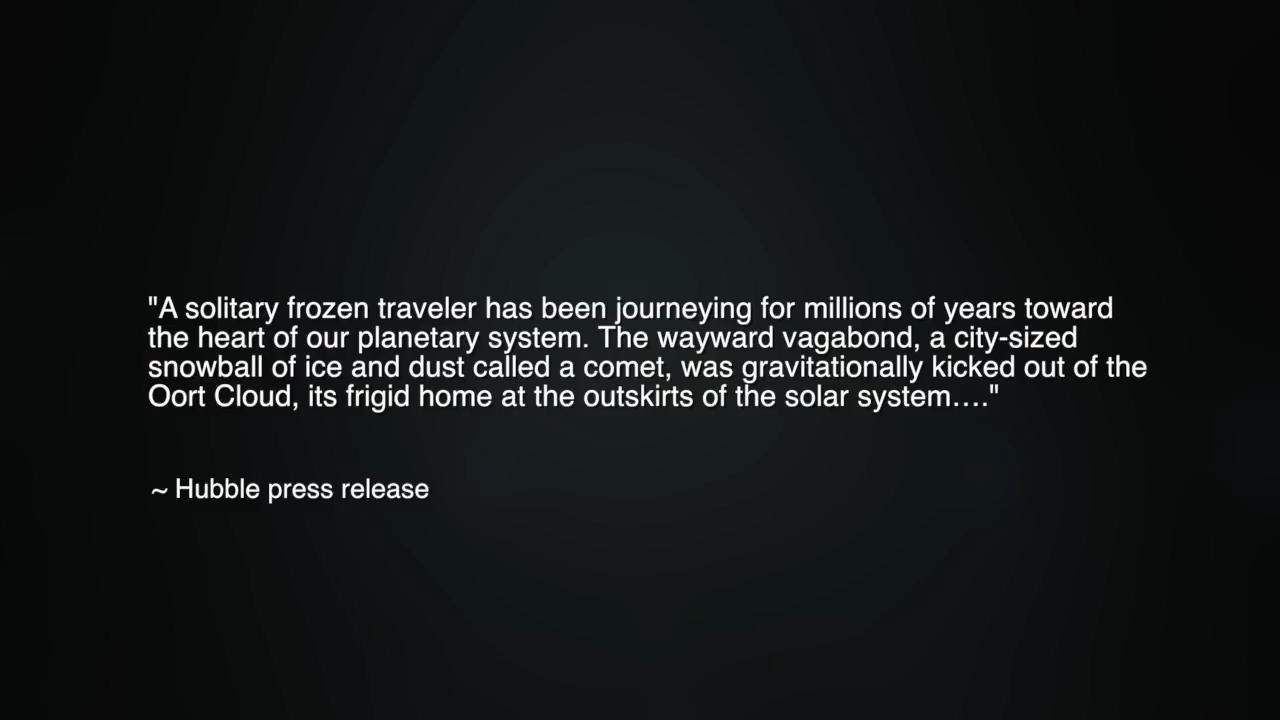 "A solitary frozen traveler has been journeying for millions of years toward
the heart of our planetary system. The wayward vagabond, a city-sized
snowball of ice and dust called a comet, was gravitationally kicked out of the
Oort Cloud, its frigid home at the outskirts of the solar system…."
~ Hubble press release